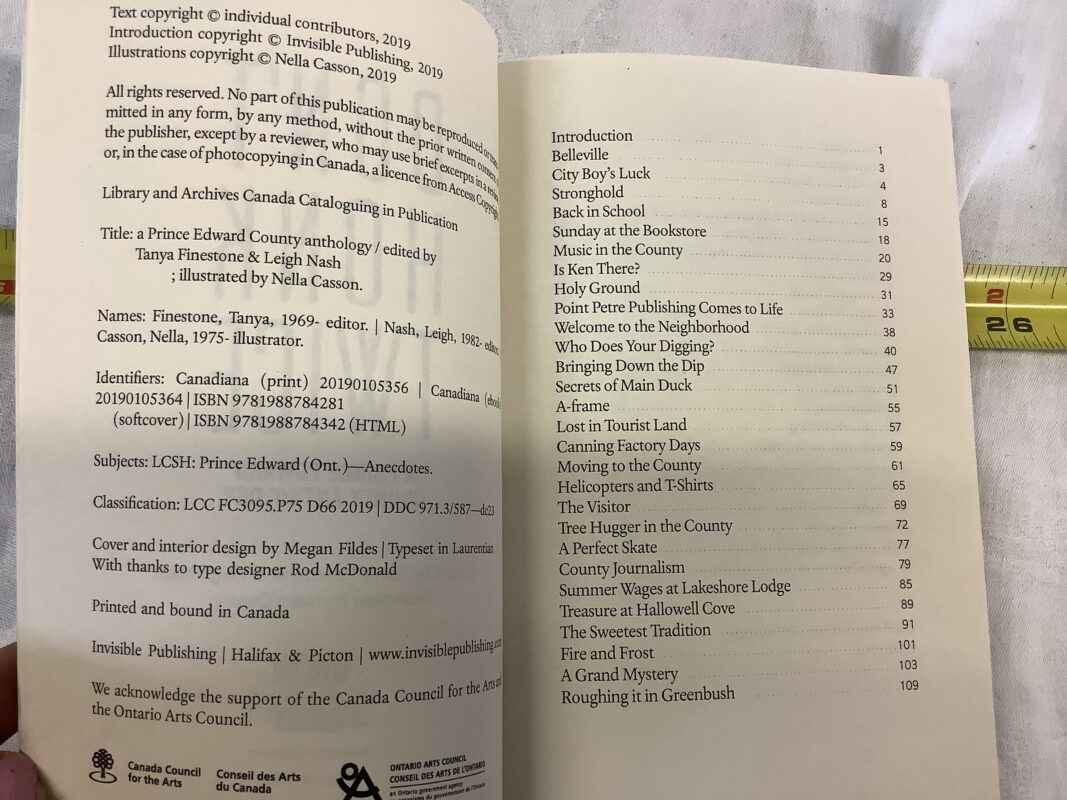 Text copyright © individual contributors, 2019
Introduction copyright © Invisible Publishing, 2019
Illustrations copyright © Nella Casson, 2019
All rights reserved. No part of this publication may be reproduced or
mitted in any form, by any method, without the prior written consent
the publisher, except by a reviewer, who may use brief excerpts in a
or, in the case of photocopying in Canada, a licence from Access Copyright
Library and Archives Canada Cataloguing in Publication
Title: a Prince Edward County anthology / edited by
Tanya Finestone & Leigh Nash
; illustrated by Nella Casson.
Names: Finestone, Tanya, 1969- editor. | Nash, Leigh, 1982- editor.
Casson, Nella, 1975- illustrator.
Identifiers: Canadiana (print) 20190105356 | Canadiana
20190105364 | ISBN 9781988784281
(softcover) | ISBN 9781988784342 (HTML)
Subjects: LCSH: Prince Edward (Ont.)—Anecdotes.
Classification: LCC FC3095.P75 D66 2019 | DDC 971.3/587—dc23
Cover and interior design by Megan Fildes | Typeset in Laurentian
With thanks to type designer Rod McDonald
Printed and bound in Canada
Invisible Publishing | Halifax & Picton | www.invisiblepublishing.com
We acknowledge the support of the Canada Council for the Arts and
the Ontario Arts Council.
Canada Council for the Arts
Conseil des Arts du Canada
ONTARIO ARTS COUNCIL
CONSEIL DES ARTS DE L'ONTARIO
an Ontario government agency
Introduction 1
Belleville 3
City Boy's Luck 4
Stronghold 8
Back in School 15
Sunday at the Bookstore 18
Music in the County 20
Is Ken There? 29
Holy Ground 31
Point Petre Publishing Comes to Life 33
Welcome to the Neighborhood 38
Who Does Your Digging? 40
Bringing Down the Dip 47
Secrets of Main Duck 51
A-frame 55
Lost in Tourist Land 57
Canning Factory Days 59
Moving to the County 61
Helicopters and T-Shirts 65
The Visitor 69
Tree Hugger in the County 72
A Perfect Skate 77
County Journalism 79
Summer Wages at Lakeshore Lodge 85
Treasure at Hallowell Cove 89
The Sweetest Tradition 91
Fire and Frost 101
A Grand Mystery 103
Roughing it in Greenbush 109
2
26